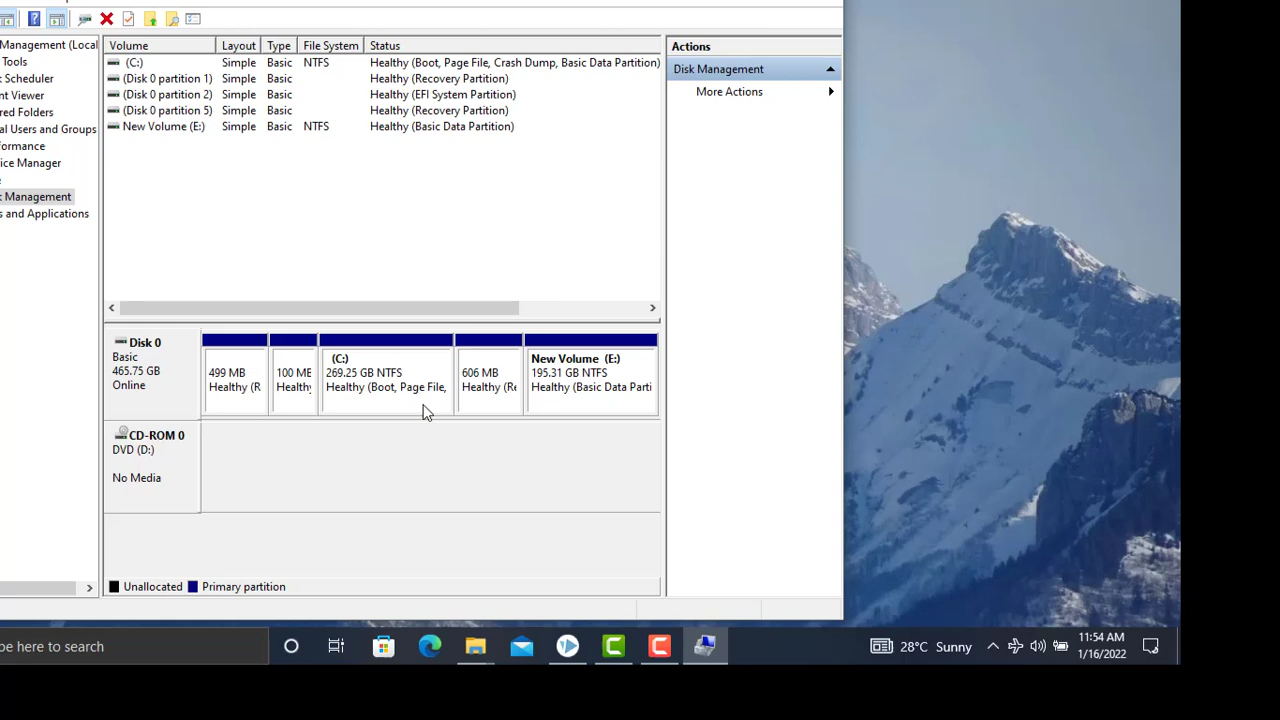 Management (Local
Tools
Scheduler
nt Viewer
red Folders
al Users and Groups
formance
ice Manager
Management
s and Applications
Volume Layout Type File System Status
(C:) Simple Basic NTFS Healthy (Boot, Page File, Crash Dump, Basic Data Partition)
(Disk 0 partition 1) Simple Basic Healthy (Recovery Partition)
(Disk 0 partition 2) Simple Basic Healthy (EFI System Partition)
(Disk 0 partition 5) Simple Basic Healthy (Recovery Partition)
New Volume (E:) Simple Basic NTFS Healthy (Basic Data Partition)
Actions
Disk Management
More Actions
Disk 0
Basic
465.75 GB
Online
499 MB
Healthy (R
100 ME
Healthy
(C:)
269.25 GB NTFS
Healthy (Boot, Page File,
606 MB
Healthy (Re
New Volume (E:)
195.31 GB NTFS
Healthy (Basic Data Parti
CD-ROM 0
DVD (D:)
No Media
Unallocated Primary partition
pe here to search
28°C Sunny
11:54 AM
1/16/2022